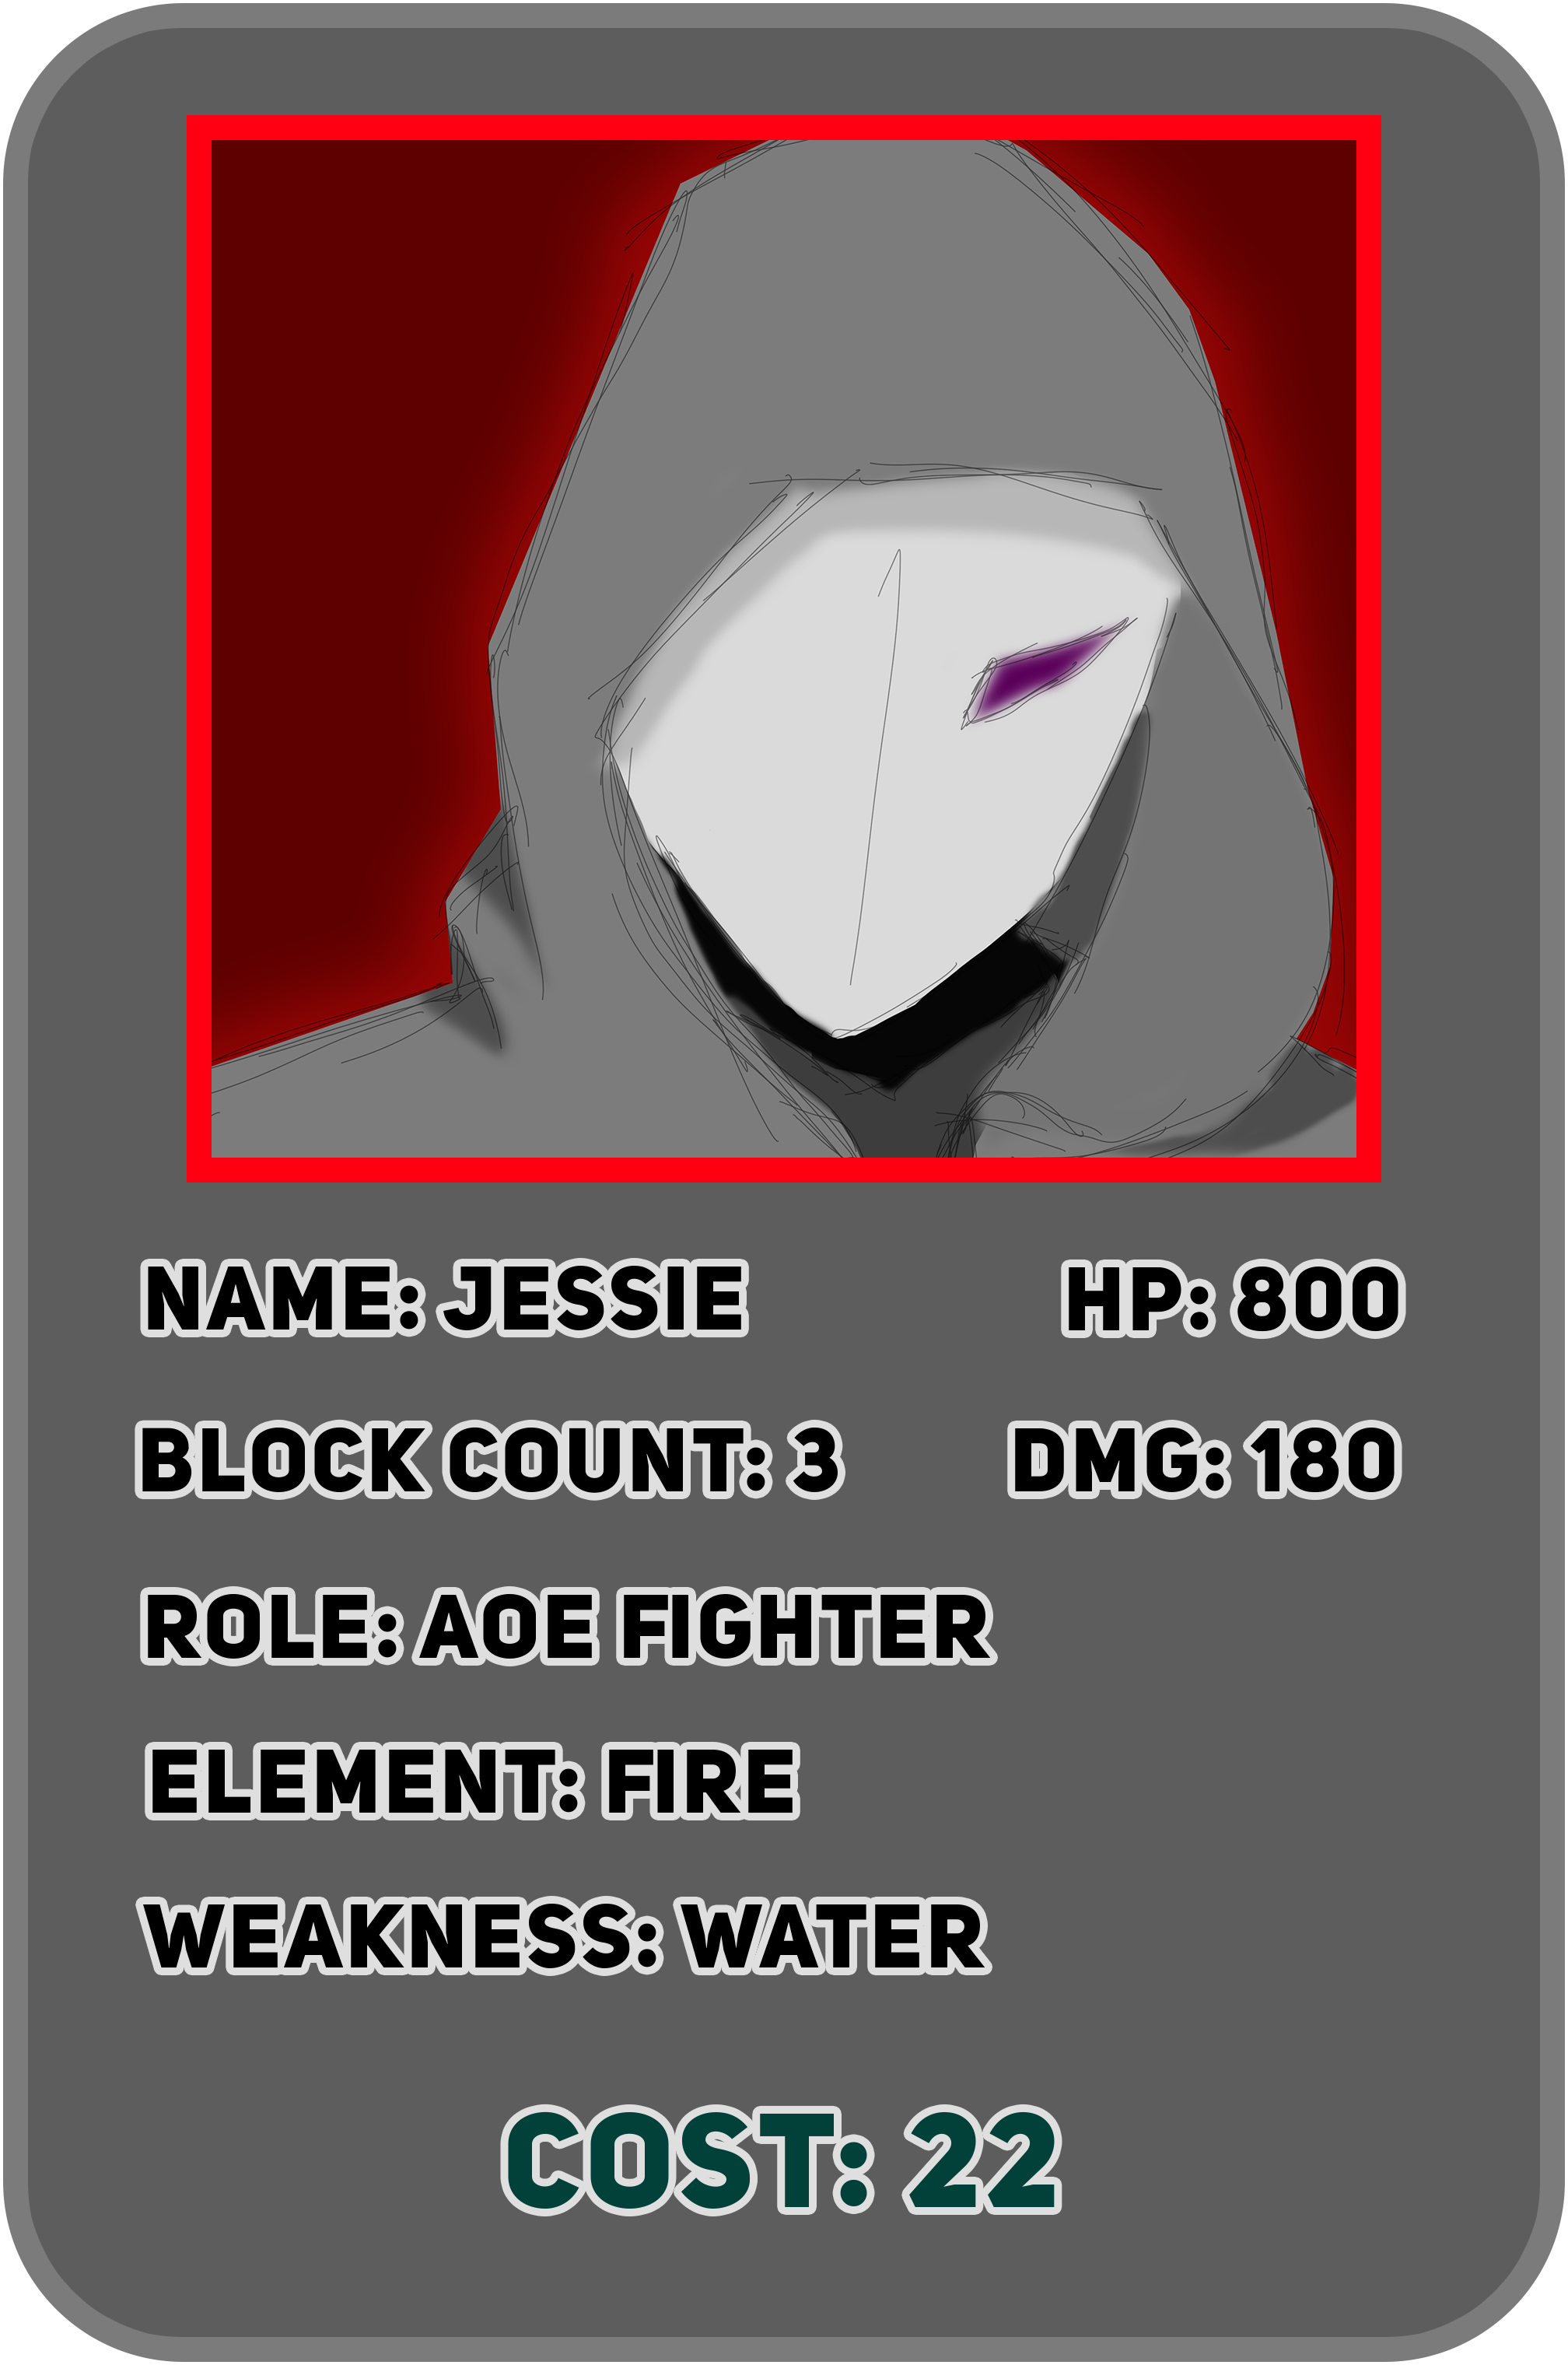 NAME: JESSIE
HP: 800
BLOCK COUNT: 3
DMG: 180
ROLE: AOE FIGHTER
ELEMENT: FIRE
WEAKNESS: WATER
COST: 22